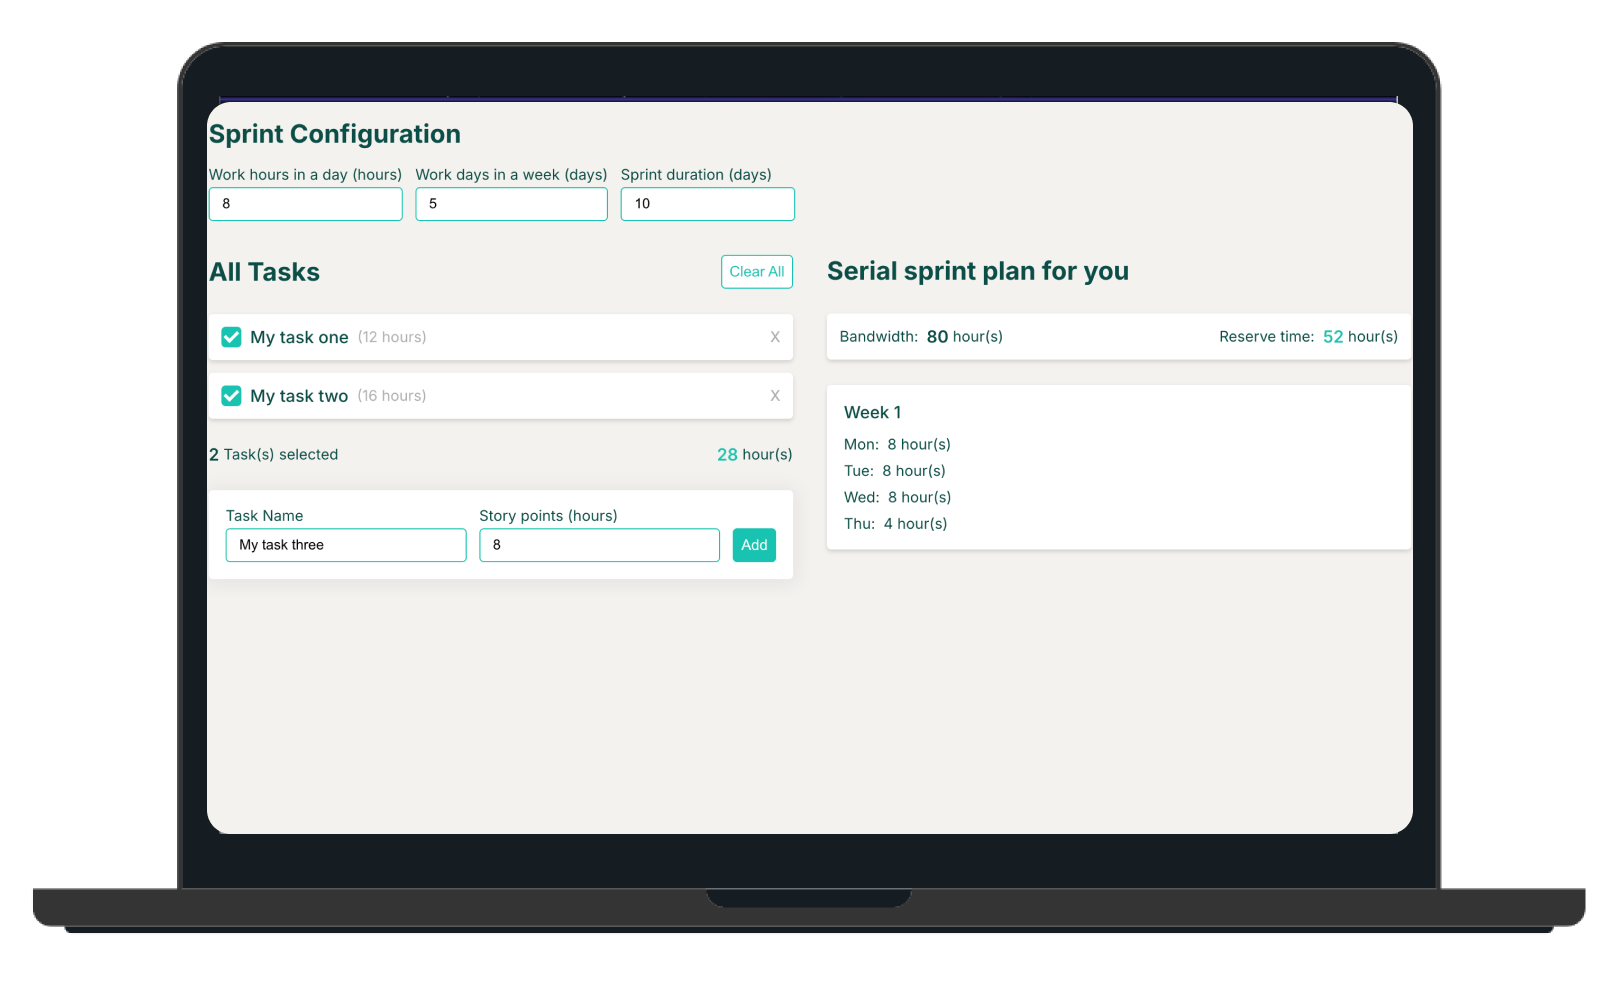 Sprint Configuration
Work hours in a day (hours) Work days in a week (days) Sprint duration (days)
8 5 10
All Tasks Clear All
My task one (12 hours) X
My task two (16 hours) X
2 Task(s) selected 28 hour(s)
Task Name Story points (hours)
My task three 8 Add
Serial sprint plan for you
Bandwidth: 80 hour(s) Reserve time: 52 hour(s)
Week 1
Mon: 8 hour(s)
Tue: 8 hour(s)
Wed: 8 hour(s)
Thu: 4 hour(s)